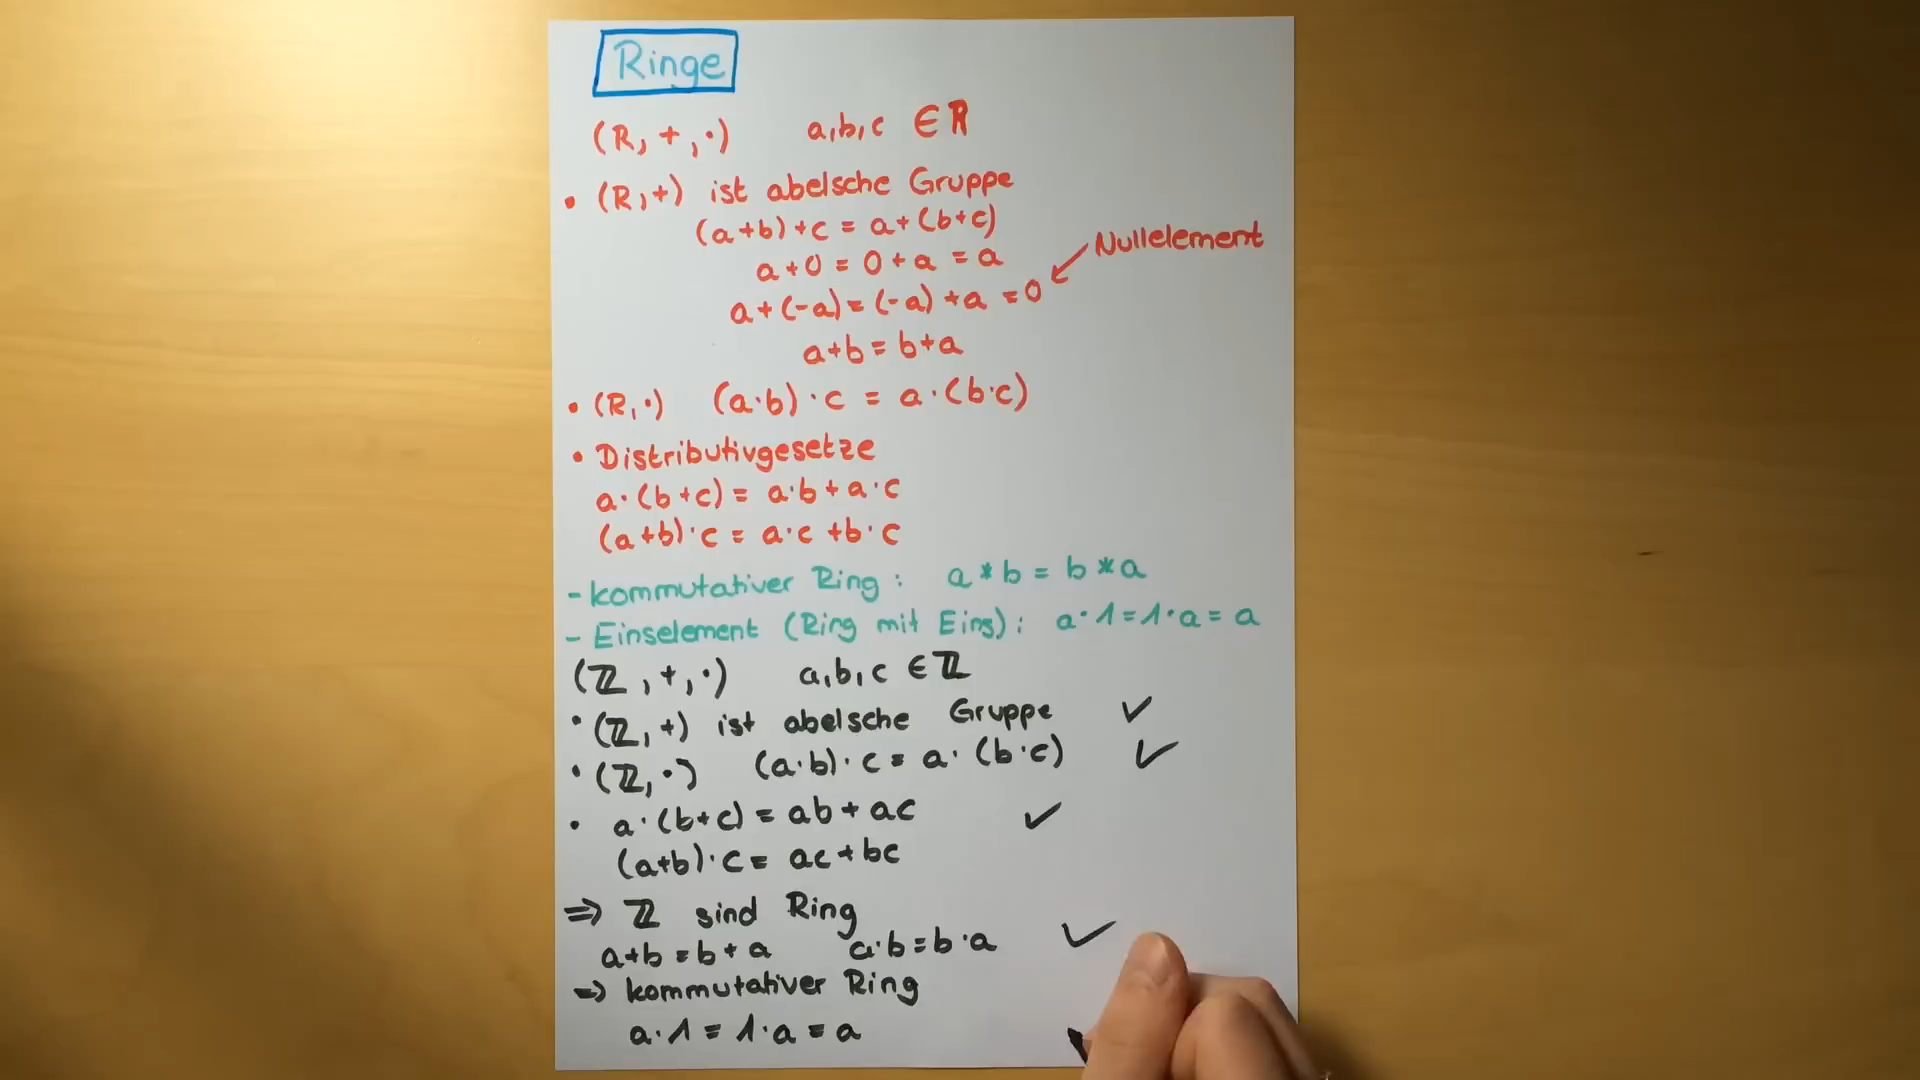 Ringe
(R, +, ·) a, b, c ∈ R
• (R, +) ist abelsche Gruppe
(a+b)+c = a+(b+c)
Nullelement
a+0 = 0+a = a
a+(-a) = (-a)+a = 0
a+b = b+a
• (R, ·) (a·b)·c = a·(b·c)
• Distributivgesetze
a·(b+c) = a·b+a·c
(a+b)·c = a·c+b·c
- kommutativer Ring: a*b = b*a
- Einselement (Ring mit Eins): a·1=1·a=a
(ℤ, +, ·) a, b, c ∈ ℤ
• (ℤ, +) ist abelsche Gruppe ✓
• (ℤ, ·) (a·b)·c = a·(b·c) ✓
• a·(b+c) = ab+ac ✓
(a+b)·c = ac+bc
⇒ ℤ sind Ring
a+b = b+a a·b = b·a ✓
⇒ kommutativer Ring
a·1 = 1·a = a